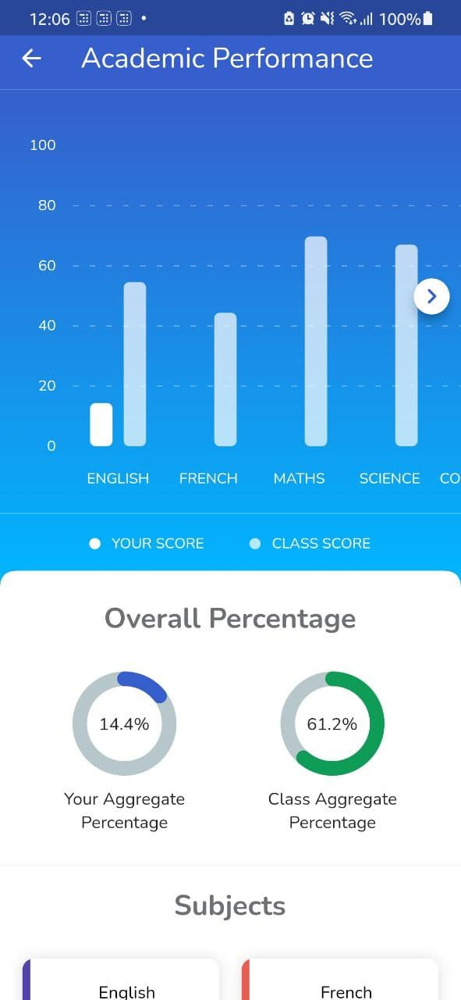 12:06 100%
Academic Performance
100
80
60
40
20
0
ENGLISH FRENCH MATHS SCIENCE CO
YOUR SCORE CLASS SCORE
Overall Percentage
14.4% 61.2%
Your Aggregate Percentage
Class Aggregate Percentage
Subjects
English French